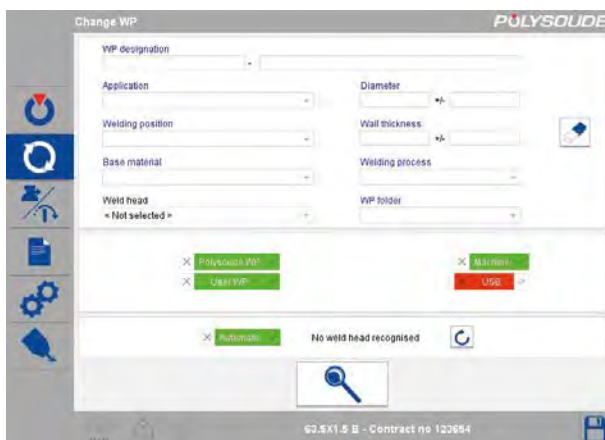 Change WP
POLYSOUDE
WP designation
-
Application
Diameter
+/-
Welding position
Wall thickness
+/-
Base material
Welding process
Weld head
WP folder
< Not selected >
Polysoude WP
Machine
User WP
USB
Automatic
No weld head recognised
63.5X1.5 B - Contract no 123654